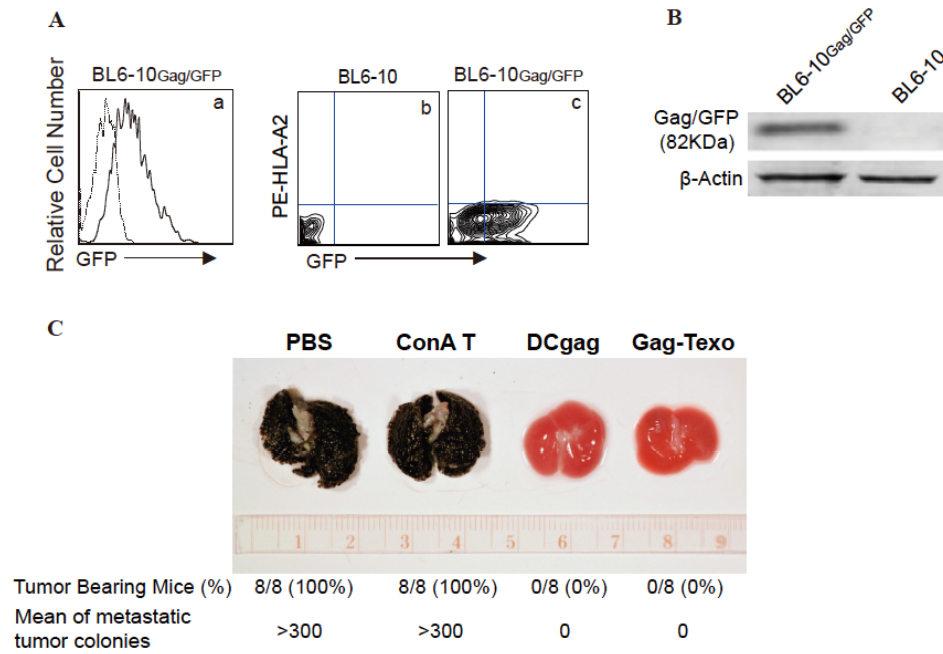 A
BL6-10Gag/GFP
a
Relative Cell Number
GFP
BL6-10
b
BL6-10Gag/GFP
c
PE-HLA-A2
GFP
B
BL6-10Gag/GFP
BL6-10
Gag/GFP
(82KDa)
β-Actin
C
PBS ConA T DCgag Gag-Texo
1 2 3 4 5 6 7 8 9
Tumor Bearing Mice (%) 8/8 (100%) 8/8 (100%) 0/8 (0%) 0/8 (0%)
Mean of metastatic
tumor colonies >300 >300 0 0